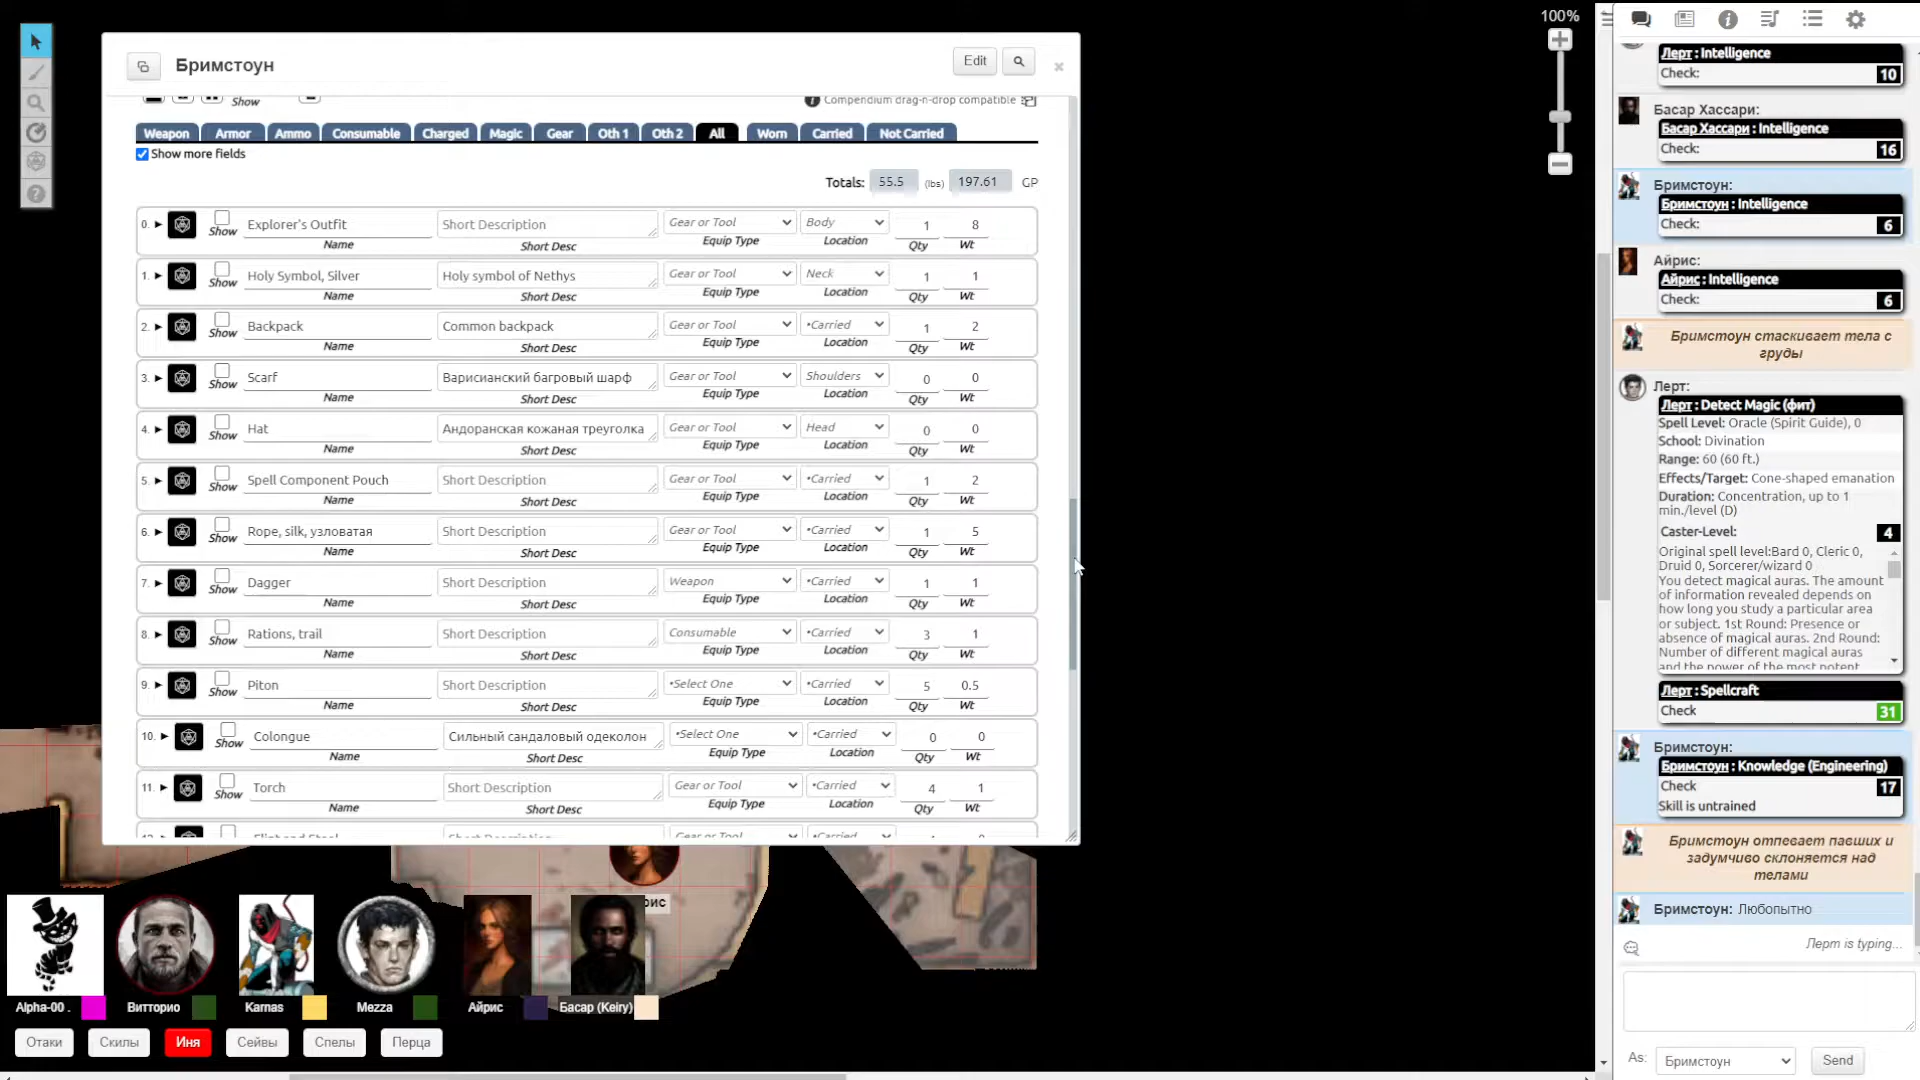 100%
Бримстоун
Edit
Show
Compendium drag-n-drop compatible
Weapon Armor Ammo Consumable Charged Magic Gear Oth 1 Oth 2 All Worn Carried Not Carried
Show more fields
Totals: 55.5 (lbs) 197.61 GP
0. Show Explorer's Outfit Short Description Gear or Tool Body 1 8
Name Short Desc Equip Type Location Qty Wt
1. Show Holy Symbol, Silver Holy symbol of Nethys Gear or Tool Neck 1 1
Name Short Desc Equip Type Location Qty Wt
2. Show Backpack Common backpack Gear or Tool •Carried 1 2
Name Short Desc Equip Type Location Qty Wt
3. Show Scarf Варисианский багровый шарф Gear or Tool Shoulders 0 0
Name Short Desc Equip Type Location Qty Wt
4. Show Hat Андоранская кожаная треуголка Gear or Tool Head 0 0
Name Short Desc Equip Type Location Qty Wt
5. Show Spell Component Pouch Short Description Gear or Tool •Carried 1 2
Name Short Desc Equip Type Location Qty Wt
6. Show Rope, silk, узловатая Short Description Gear or Tool •Carried 1 5
Name Short Desc Equip Type Location Qty Wt
7. Show Dagger Short Description Weapon •Carried 1 1
Name Short Desc Equip Type Location Qty Wt
8. Show Rations, trail Short Description Consumable •Carried 3 1
Name Short Desc Equip Type Location Qty Wt
9. Show Piton Short Description •Select One •Carried 5 0.5
Name Short Desc Equip Type Location Qty Wt
10. Show Colongue Сильный сандаловый одеколон •Select One •Carried 0 0
Name Short Desc Equip Type Location Qty Wt
11. Show Torch Short Description Gear or Tool •Carried 4 1
Name Short Desc Equip Type Location Qty Wt
Alpha-00 . Витторио Karnas Mezza Айрис Басар (Keiry)
Отаки Скилы Иня Сейвы Спелы Перца
Лерт : Intelligence
Check: 10
Басар Хассари:
Басар Хассари : Intelligence
Check: 16
Бримстоун:
Бримстоун : Intelligence
Check: 6
Айрис:
Айрис : Intelligence
Check: 6
Бримстоун стаскивает тела с
груды
Лерт:
Лерт : Detect Magic (фит)
Spell Level: Oracle (Spirit Guide), 0
School: Divination
Range: 60 (60 ft.)
Effects/Target: Cone-shaped emanation
Duration: Concentration, up to 1
min./level (D)
Caster-Level: 4
Original spell level:Bard 0, Cleric 0,
Druid 0, Sorcerer/wizard 0
You detect magical auras. The amount
of information revealed depends on
how long you study a particular area
or subject. 1st Round: Presence or
absence of magical auras. 2nd Round:
Number of different magical auras
and the power of the most potent
Лерт : Spellcraft
Check 31
Бримстоун:
Бримстоун : Knowledge (Engineering)
Check 17
Skill is untrained
Бримстоун отпевает павших и
задумчиво склоняется над
телами
Бримстоун: Любопытно
Лерт is typing...
As: Бримстоун Send